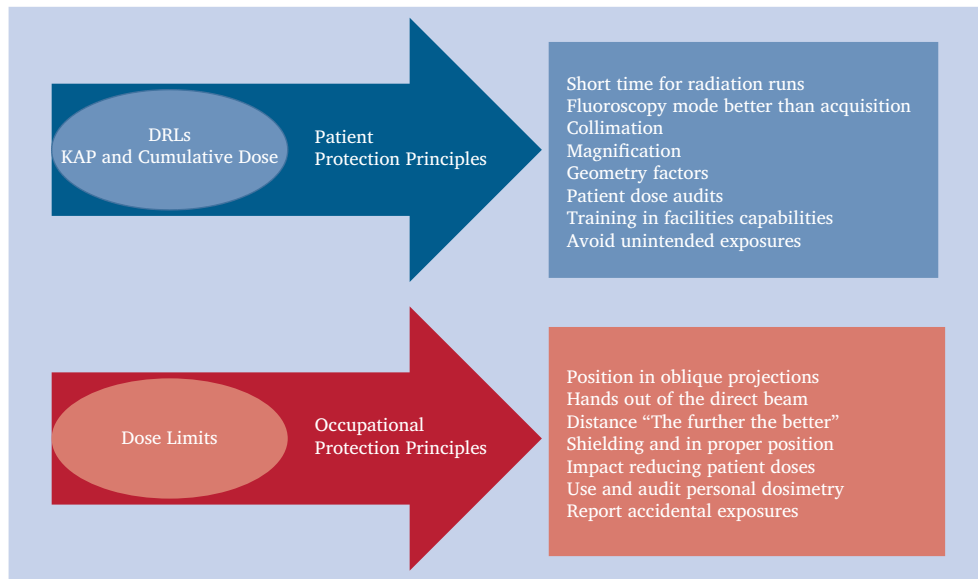 DRLs
KAP and Cumulative Dose
Patient
Protection Principles
Short time for radiation runs
Fluoroscopy mode better than acquisition
Collimation
Magnification
Geometry factors
Patient dose audits
Training in facilities capabilities
Avoid unintended exposures
Dose Limits
Occupational
Protection Principles
Position in oblique projections
Hands out of the direct beam
Distance “The further the better”
Shielding and in proper position
Impact reducing patient doses
Use and audit personal dosimetry
Report accidental exposures